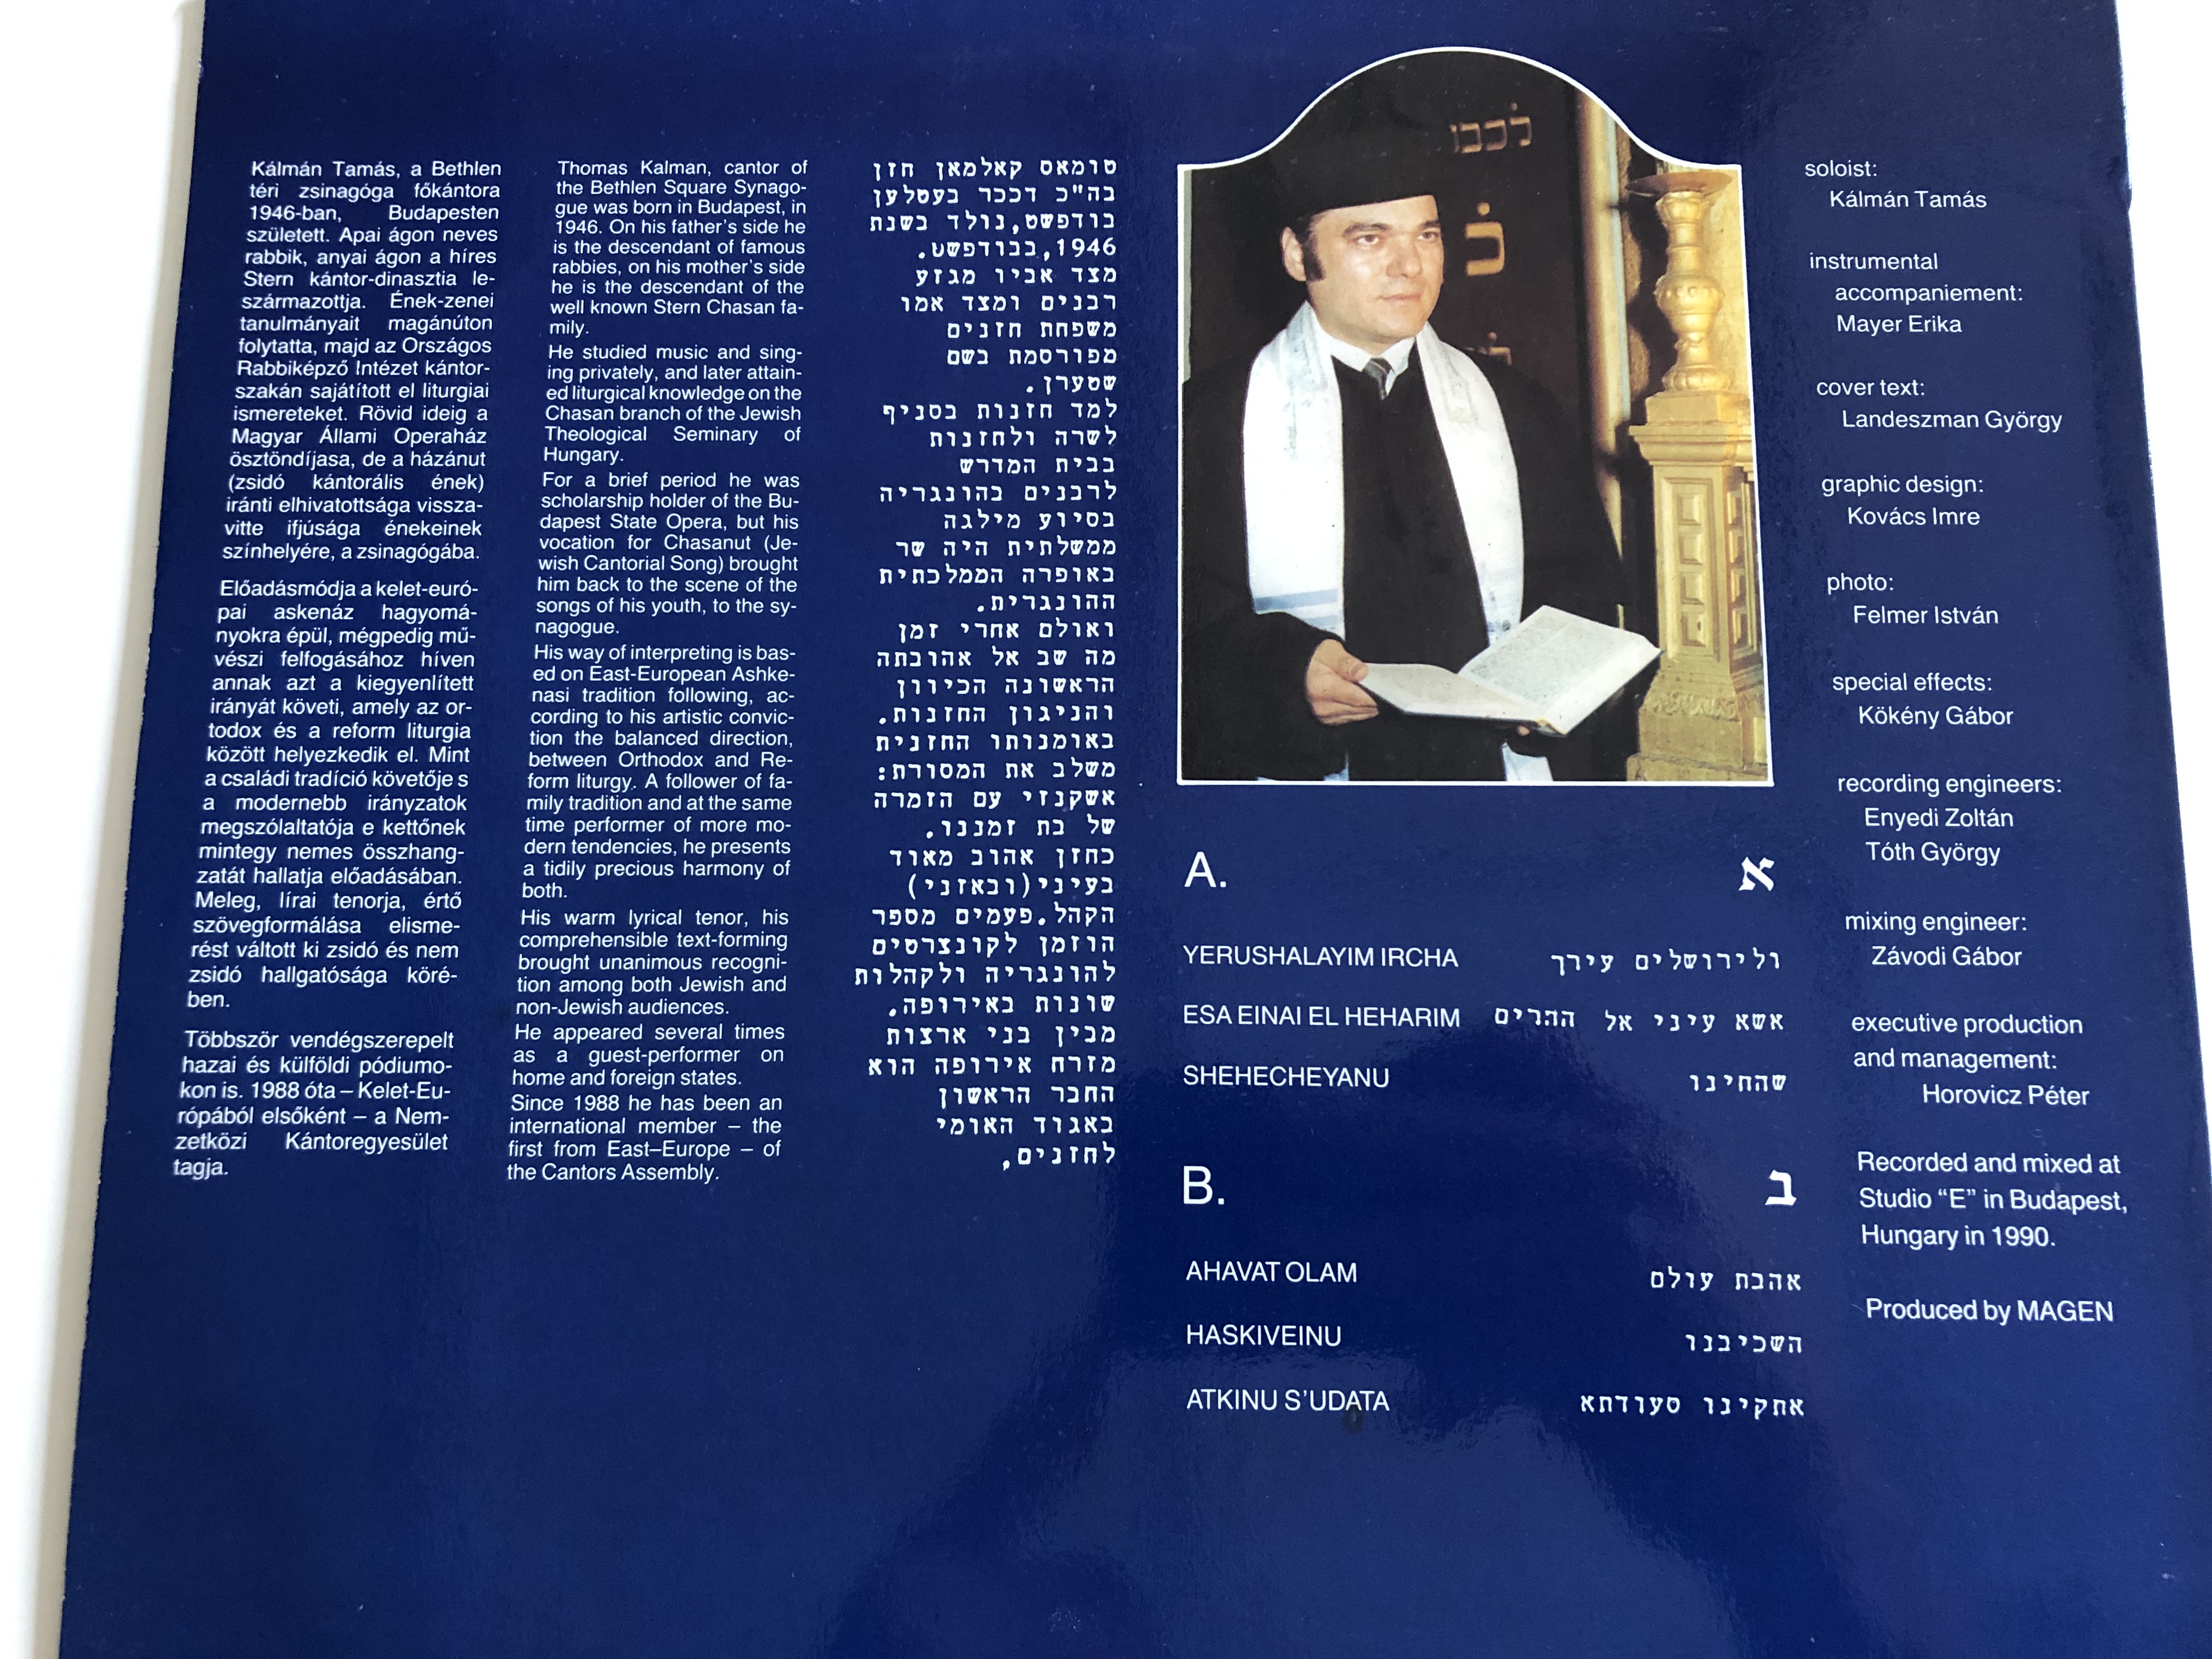 Kálmán Tamás, a Bethlen
téri zsinagóga főkántora
1946-ban, Budapesten
született. Apai ágon neves
rabbik, anyai ágon a híres
Stern kántor-dinasztia le-
származottja. Ének-zenei
tanulmányait magánúton
folytatta, majd az Országos
Rabbiképző Intézet kántor-
szakán sajátított el liturgiai
ismereteket. Rövid ideig a
Magyar Állami Operaház
ösztöndíjasa, de a házánut
(zsidó kántorális ének)
iránti elhivatottsága vissza-
vitte ifjúsága énekeinek
színhelyére, a zsinagógába.
Előadásmódja a kelet-euró-
pai askenáz hagyomá-
nyokra épül, mégpedig mű-
vészi felfogásához híven
annak azt a kiegyenlített
irányát követi, amely az or-
todox és a reform liturgia
között helyezkedik el. Mint
a családi tradíció követője s
a modernebb irányzatok
megszólaltatója e kettőnek
mintegy nemes összhang-
zatát hallatja előadásában.
Meleg, lírai tenorja, értő
szövegformálása elisme-
rést váltott ki zsidó és nem
zsidó hallgatósága köré-
ben.
Többször vendégszerepelt
hazai és külföldi pódiumo-
kon is. 1988 óta – Kelet-Eu-
rópából elsőként – a Nem-
zetközi Kántoregyesület
tagja.
Thomas Kalman, cantor of
the Bethlen Square Synago-
gue was born in Budapest, in
1946. On his father's side he
is the descendant of famous
rabbies, on his mother's side
he is the descendant of the
well known Stern Chasan fa-
mily.
He studied music and sing-
ing privately, and later attain-
ed liturgical knowledge on the
Chasan branch of the Jewish
Theological Seminary of
Hungary.
For a brief period he was
scholarship holder of the Bu-
dapest State Opera, but his
vocation for Chasanut (Je-
wish Cantorial Song) brought
him back to the scene of the
songs of his youth, to the sy-
nagogue.
His way of interpreting is bas-
ed on East-European Ashke-
nasi tradition following, ac-
cording to his artistic convic-
tion the balanced direction,
between Orthodox and Re-
form liturgy. A follower of fa-
mily tradition and at the same
time performer of more mo-
dern tendencies, he presents
a tidily precious harmony of
both.
His warm lyrical tenor, his
comprehensible text-forming
brought unanimous recogni-
tion among both Jewish and
non-Jewish audiences.
He appeared several times
as a guest-performer on
home and foreign states.
Since 1988 he has been an
international member – the
first from East–Europe – of
the Cantors Assembly.
טומאס קאלמאן חזן
בה"כ דככר בעטלען
בודפשט,נולד בשנת
1946,בבודפשט.
מצד אביו מגזע
רבנים ומצד אמו
משפחת חזנים
מפורסמת בשם
שטערן.
למד חזנות בסניף
לשרה ולחזנות
בבית המדרש
לרבנים בהונגריה
בסיוע מילגה
ממשלתית היה שר
באופרה הממלכתית
ההונגרית.
ואולם אחרי זמן
מה שב אל אהובתה
הראשונה הכיוון
והניגון החזנות.
באומנותו החזנית
משלב את המסורת:
אשקנזי עם הזמרה
של בת זמננו.
כחזן אהוב מאוד
בעיני(ובאזני)
הקהל.פעמים מספר
הוזמן לקונצרטים
להונגריה ולקהלות
שונות באירופה.
מבין בני ארצות
מזרח אירופה הוא
החבר הראשון
באגוד האומי
לחזנים,
לכבו
A. א
YERUSHALAYIM IRCHA ולירושלים עירך
ESA EINAI EL HEHARIM אשא עיני אל ההרים
SHEHECHEYANU שהחינו
B. ב
AHAVAT OLAM אהבת עולם
HASKIVEINU השכיבנו
ATKINU S'UDATA אתקינו סעודתא
soloist:
Kálmán Tamás
instrumental
accompaniement:
Mayer Erika
cover text:
Landeszman György
graphic design:
Kovács Imre
photo:
Felmer István
special effects:
Kökény Gábor
recording engineers:
Enyedi Zoltán
Tóth György
mixing engineer:
Závodi Gábor
executive production
and management:
Horovicz Péter
Recorded and mixed at
Studio “E” in Budapest,
Hungary in 1990.
Produced by MAGEN